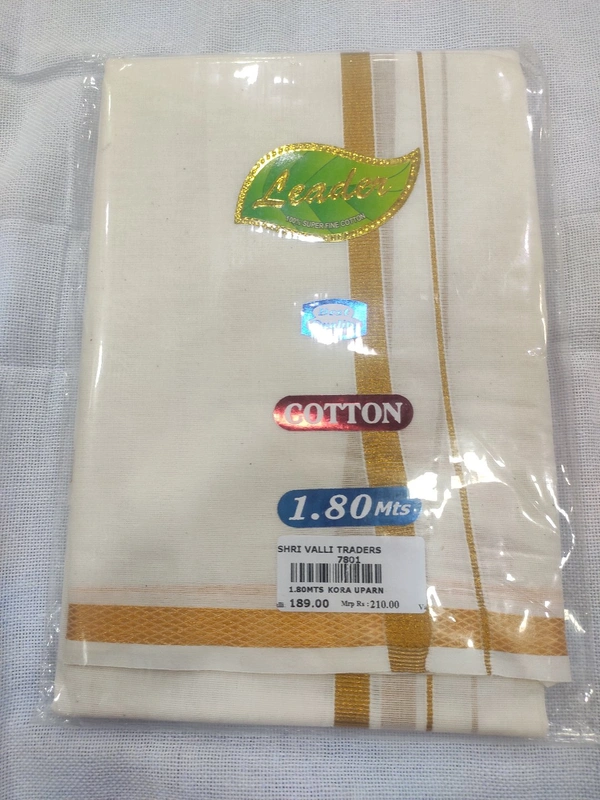 Leader
100% SUPER FINE COTTON
COTTON
1.80 Mts
SHRI VALLI TRADERS
7801
1.80MTS KORA UPARN
189.00 Mrp Rs : 210.00